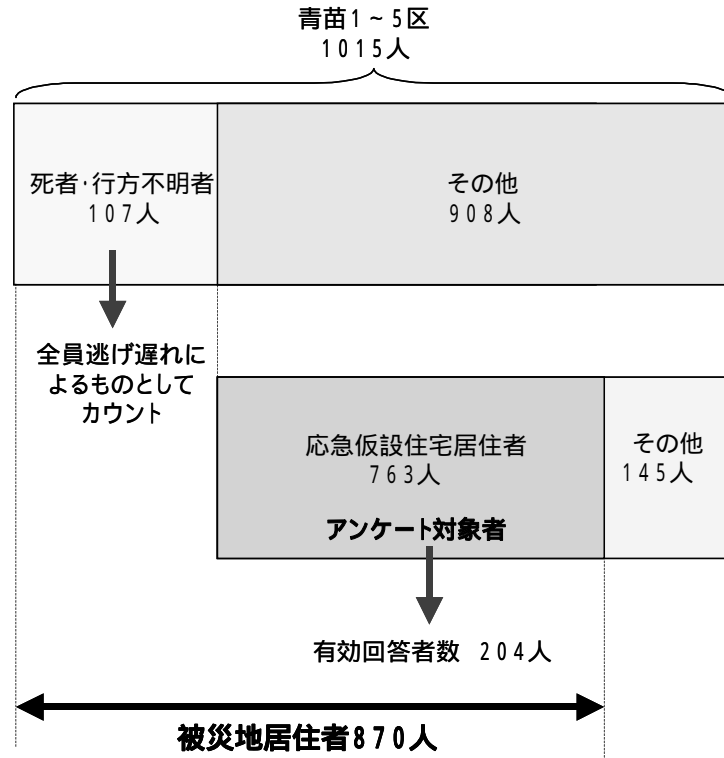 青苗1~5区
1015人
死者・行方不明者
107人
その他
908人
全員逃げ遅れに
よるものとして
カウント
応急仮設住宅居住者
763人
アンケート対象者
その他
145人
有効回答者数 204人
被災地居住者870人